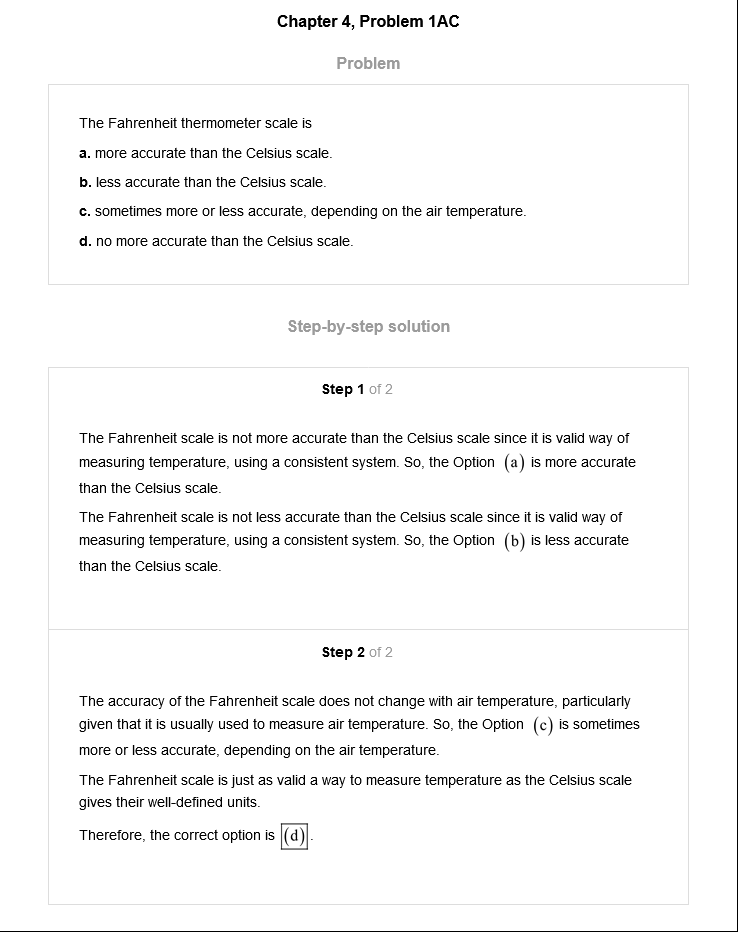 Chapter 4, Problem 1AC
Problem
The Fahrenheit thermometer scale is
a. more accurate than the Celsius scale.
b. less accurate than the Celsius scale.
c. sometimes more or less accurate, depending on the air temperature.
d. no more accurate than the Celsius scale.
Step-by-step solution
Step 1 of 2
The Fahrenheit scale is not more accurate than the Celsius scale since it is valid way of
measuring temperature, using a consistent system. So, the Option (a) is more accurate
than the Celsius scale.
The Fahrenheit scale is not less accurate than the Celsius scale since it is valid way of
measuring temperature, using a consistent system. So, the Option (b) is less accurate
than the Celsius scale.
Step 2 of 2
The accuracy of the Fahrenheit scale does not change with air temperature, particularly
given that it is usually used to measure air temperature. So, the Option (c) is sometimes
more or less accurate, depending on the air temperature.
The Fahrenheit scale is just as valid a way to measure temperature as the Celsius scale
gives their well-defined units.
Therefore, the correct option is (d).